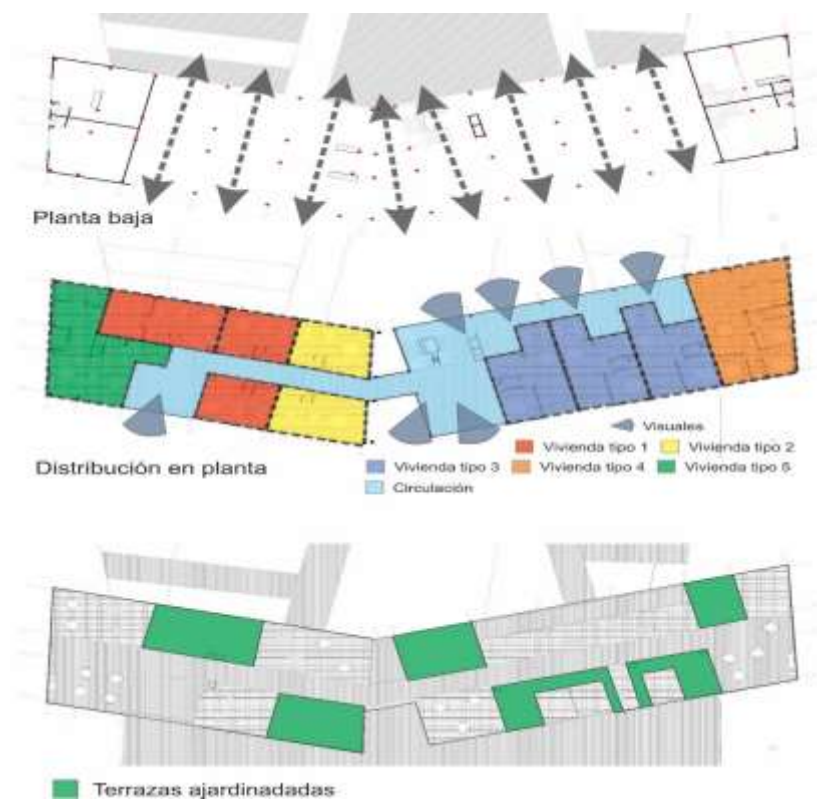 Planta baja
Visuales
Vivienda tipo 1
Vivienda tipo 2
Distribución en planta
Vivienda tipo 3
Vivienda tipo 4
Vivienda tipo 5
Circulación
Terrazas ajardinadadas